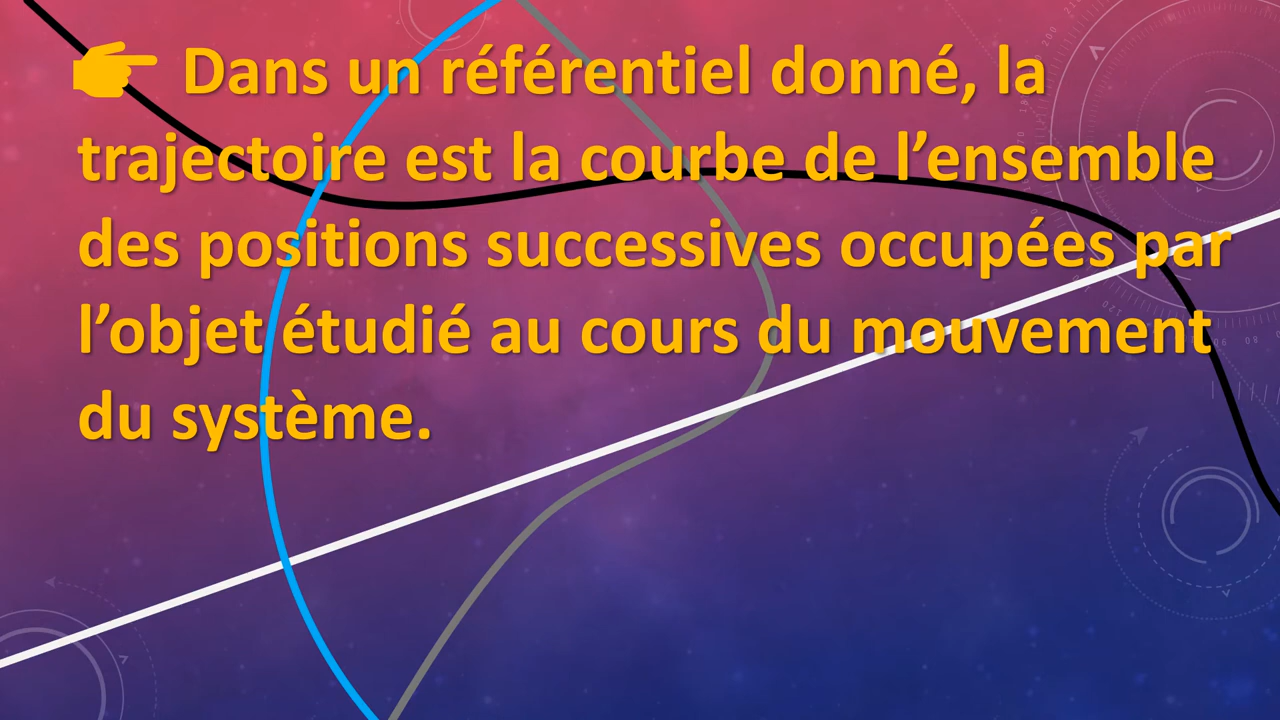 ☛ Dans un référentiel donné, la
trajectoire est la courbe de l’ensemble
des positions successives occupées par
l’objet étudié au cours du mouvement
du système.